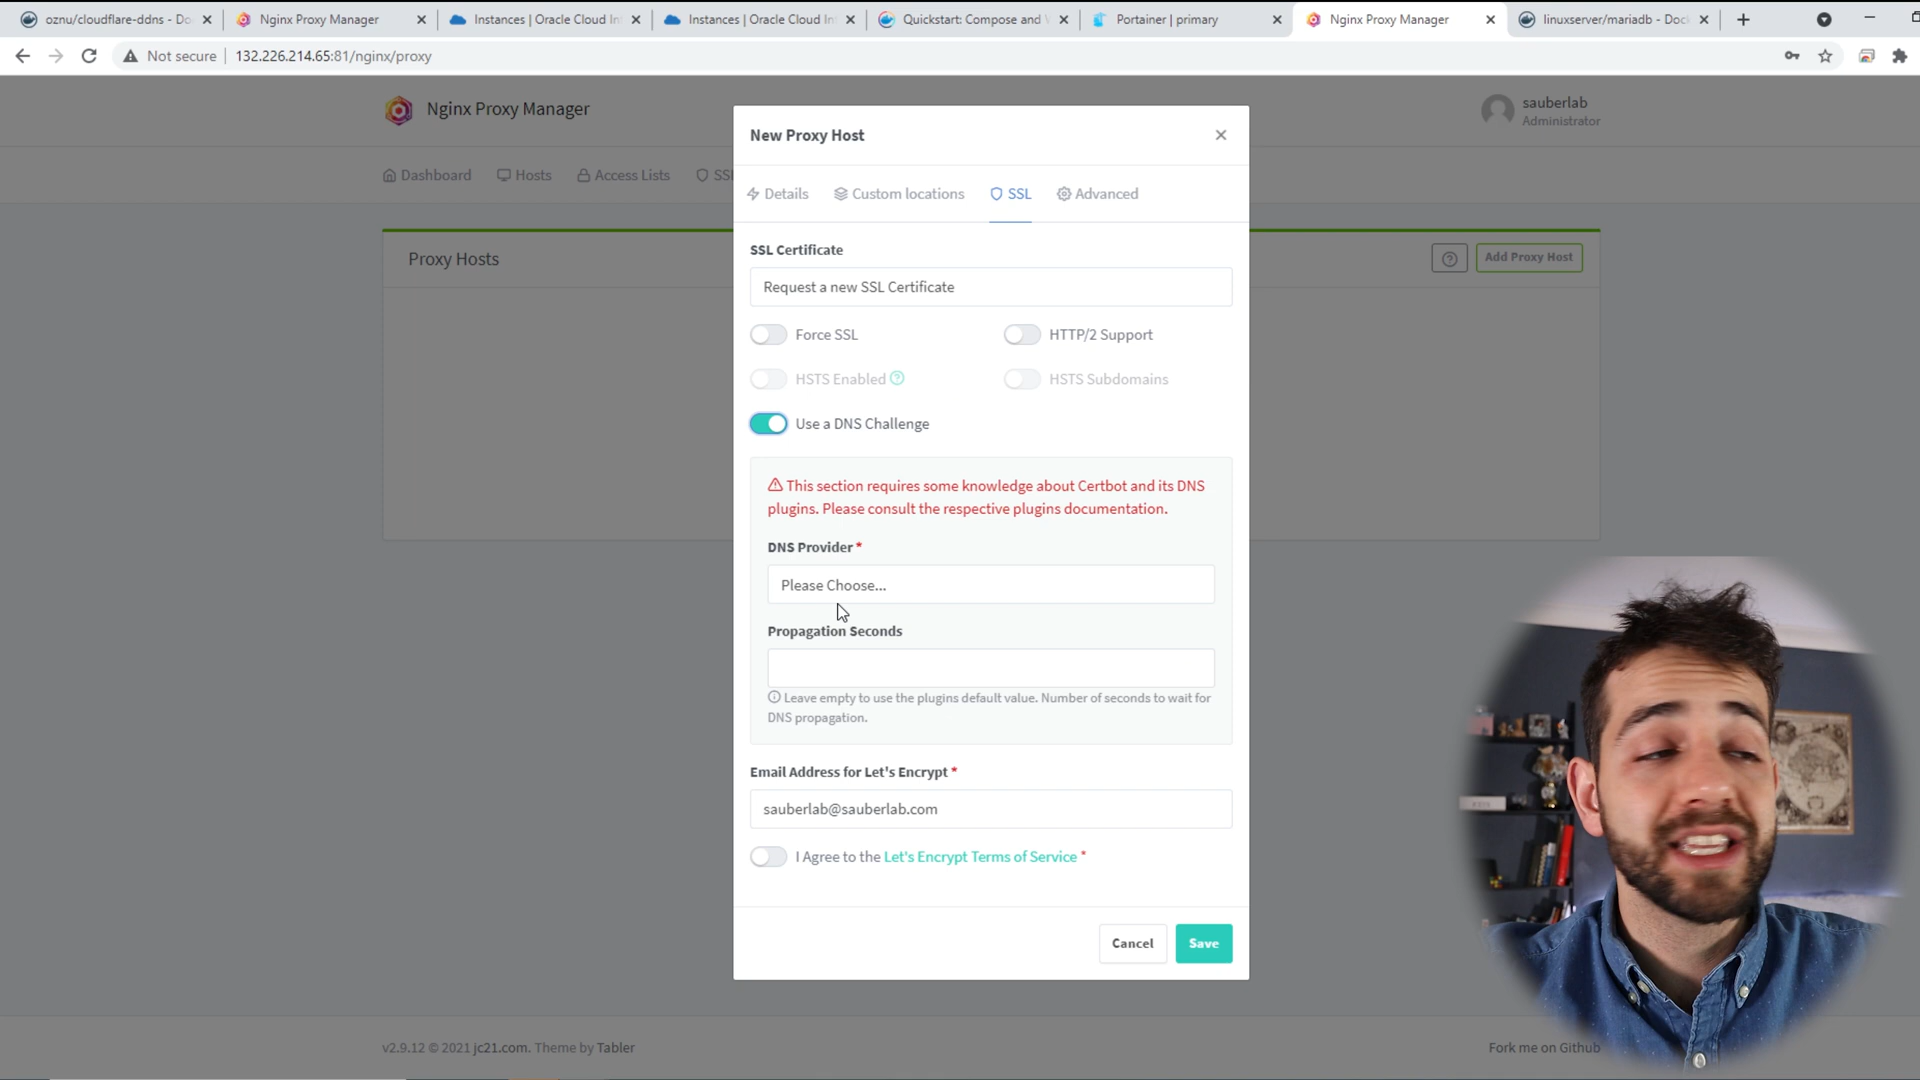 oznu/cloudflare-ddns - Do
Nginx Proxy Manager
Instances | Oracle Cloud In
Instances | Oracle Cloud In
Quickstart: Compose and
Portainer | primary
Nginx Proxy Manager
linuxserver/mariadb - Dock
Not secure
132.226.214.65:81/nginx/proxy
Nginx Proxy Manager
sauberlab
Administrator
Dashboard
Hosts
Access Lists
SS
Proxy Hosts
Add Proxy Host
New Proxy Host
Details
Custom locations
SSL
Advanced
SSL Certificate
Request a new SSL Certificate
Force SSL
HTTP/2 Support
HSTS Enabled
HSTS Subdomains
Use a DNS Challenge
This section requires some knowledge about Certbot and its DNS
plugins. Please consult the respective plugins documentation.
DNS Provider *
Please Choose...
Propagation Seconds
Leave empty to use the plugins default value. Number of seconds to wait for
DNS propagation.
Email Address for Let's Encrypt *
sauberlab@sauberlab.com
I Agree to the Let's Encrypt Terms of Service *
Cancel
Save
v2.9.12 © 2021 jc21.com. Theme by Tabler
Fork me on Github